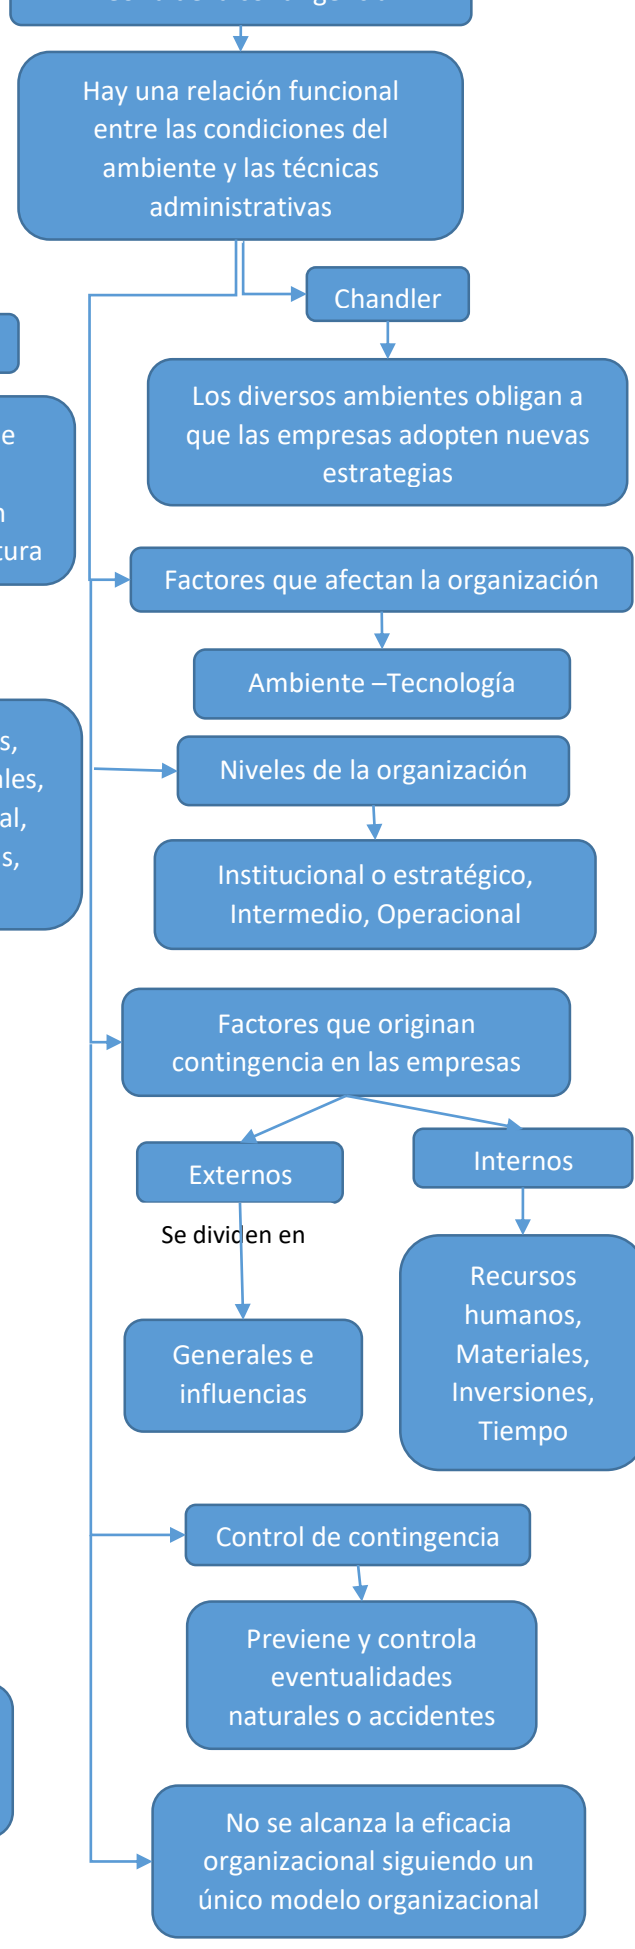 Hay una relación funcional
entre las condiciones del
ambiente y las técnicas
administrativas
Chandler
Los diversos ambientes obligan a
que las empresas adopten nuevas
estrategias
Factores que afectan la organización
Ambiente –Tecnología
Niveles de la organización
Institucional o estratégico,
Intermedio, Operacional
Factores que originan
contingencia en las empresas
Externos
Internos
Se dividen en
Generales e
influencias
Recursos
humanos,
Materiales,
Inversiones,
Tiempo
Control de contingencia
Previene y controla
eventualidades
naturales o accidentes
No se alcanza la eficacia
organizacional siguiendo un
único modelo organizacional